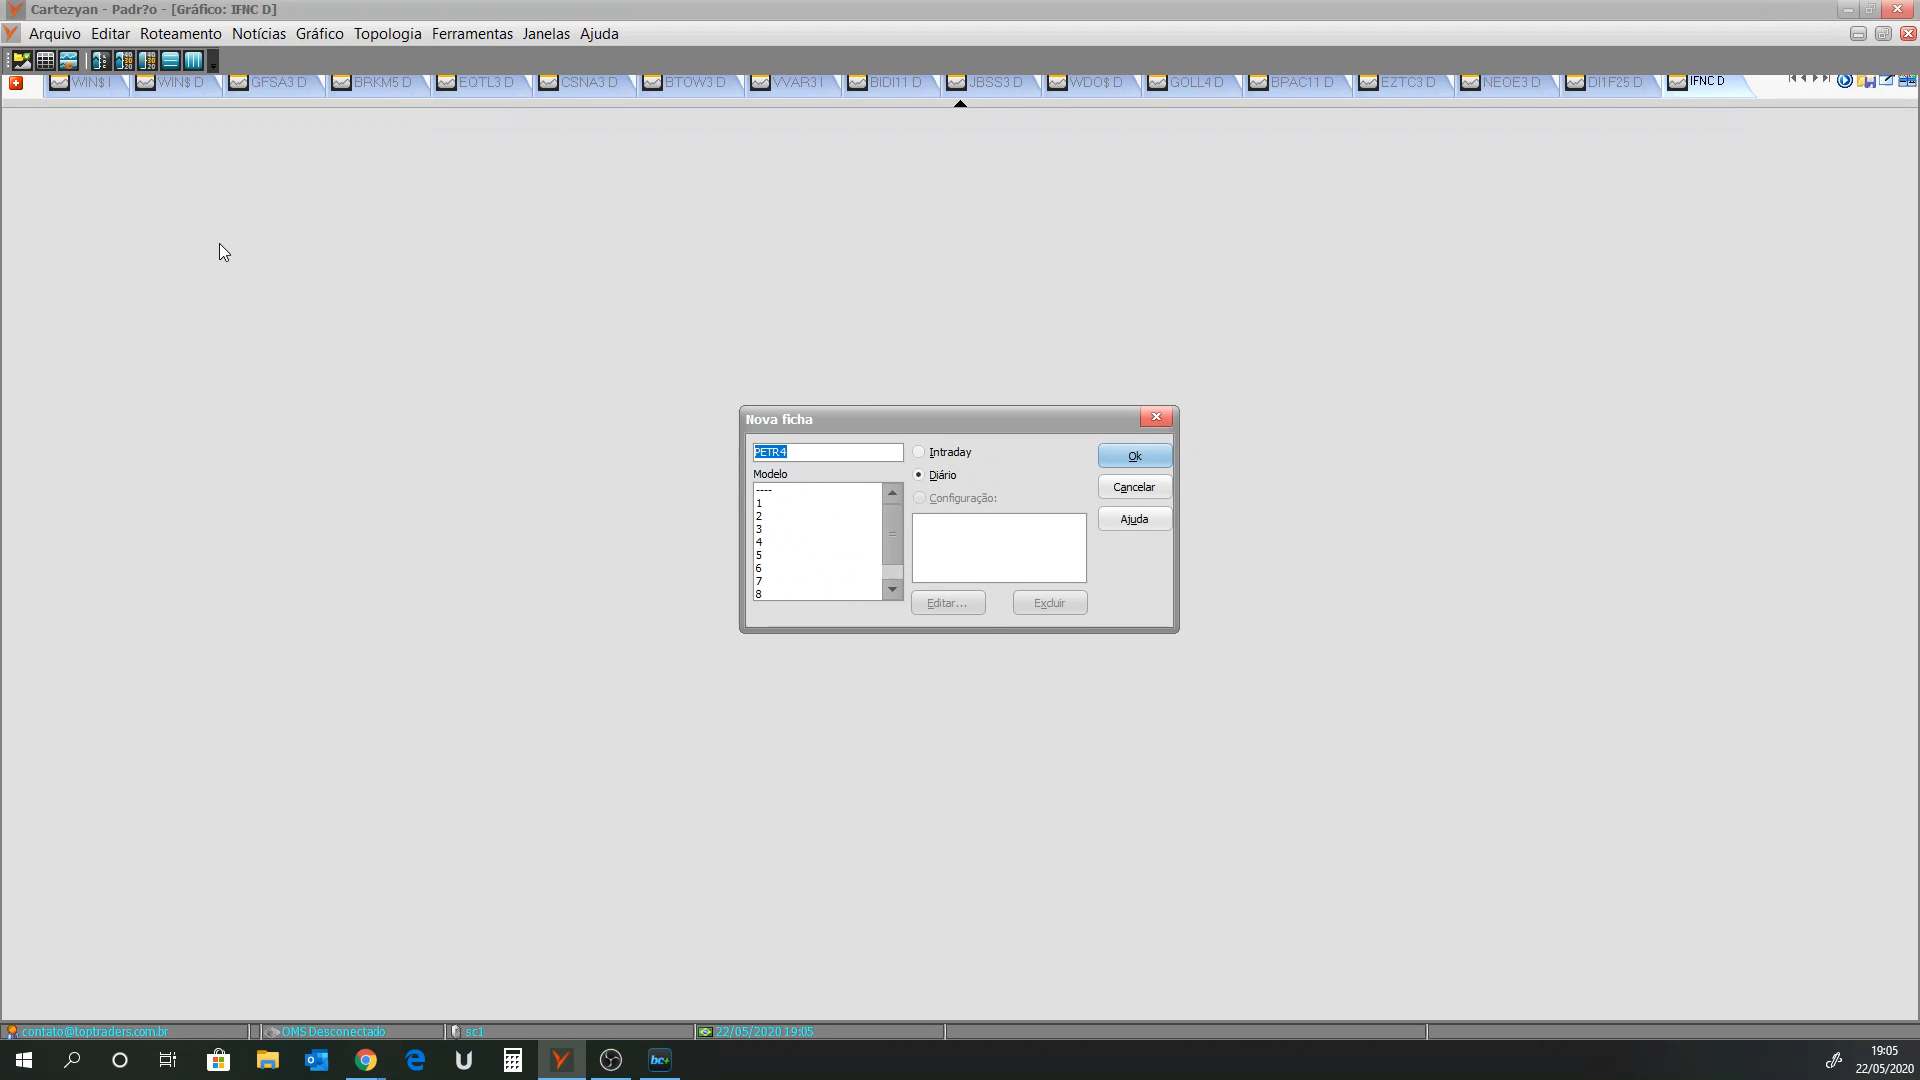 Cartezyan - Padr?o - [Gráfico: IFNC D]
Arquivo Editar Roteamento Notícias Gráfico Topologia Ferramentas Janelas Ajuda
WIN$ I WIN$ D GFSA3 D BRKM5 D EQTL3 D CSNA3 D BTOW3 D VVAR3 I BIDI11 D JBSS3 D WDO$ D GOLL4 D BPAC11 D EZTC3 D NEOE3 D DI1F25 D IFNC D
Nova ficha
PETR4
Intraday
Ok
Modelo
Diário
----
Cancelar
1
Configuração:
2
Ajuda
3
4
5
6
7
8
Editar...
Excluir
contato@toptraders.com.br OMS Desconectado sc1 22/05/2020 19:05
bc+
19:05
22/05/2020